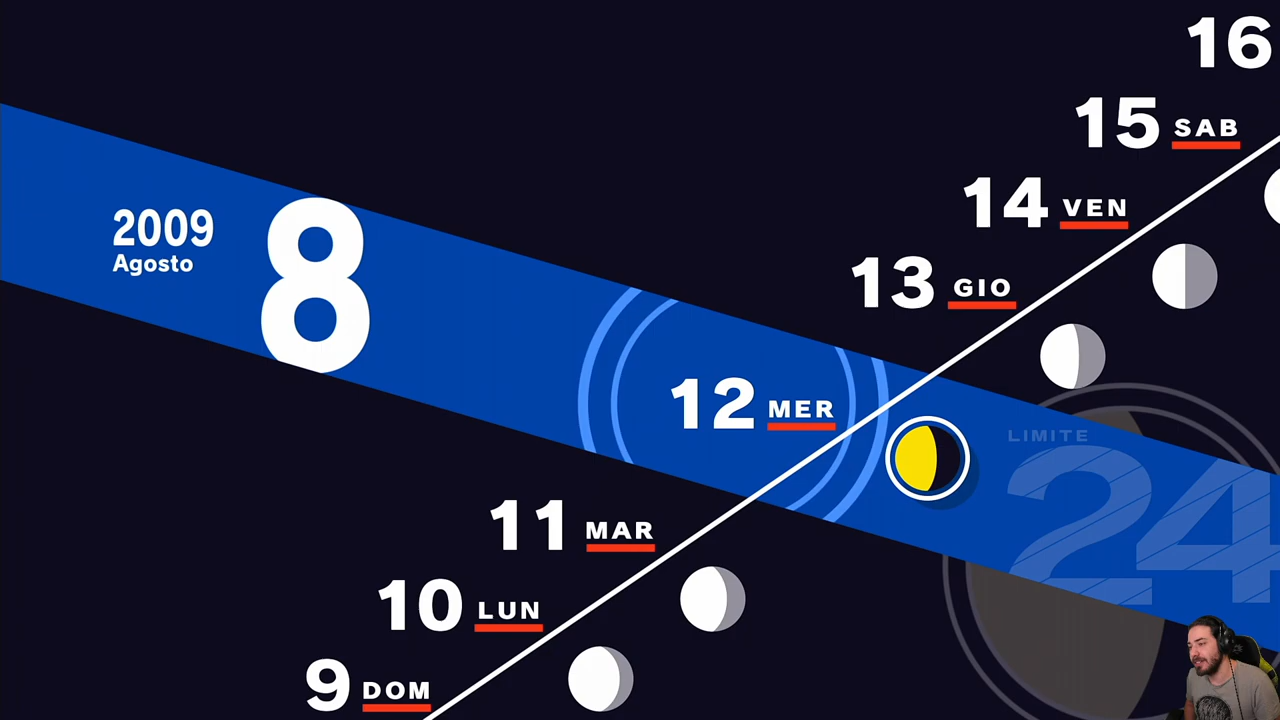 16
15 SAB
14 VEN
2009
Agosto
8
13 GIO
12 MER
LIMITE
24
11 MAR
10 LUN
9 DOM